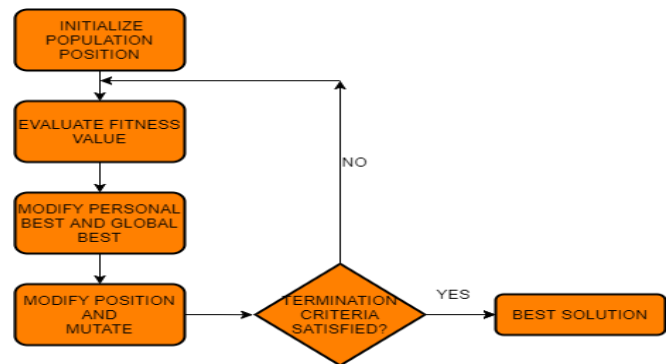 INITIALIZE
POPULATION
POSITION
EVALUATE FITNESS
VALUE
MODIFY PERSONAL
BEST AND GLOBAL
BEST
MODIFY POSITION
AND
MUTATE
TERMINATION
CRITERIA
SATISFIED?
NO
YES
BEST SOLUTION